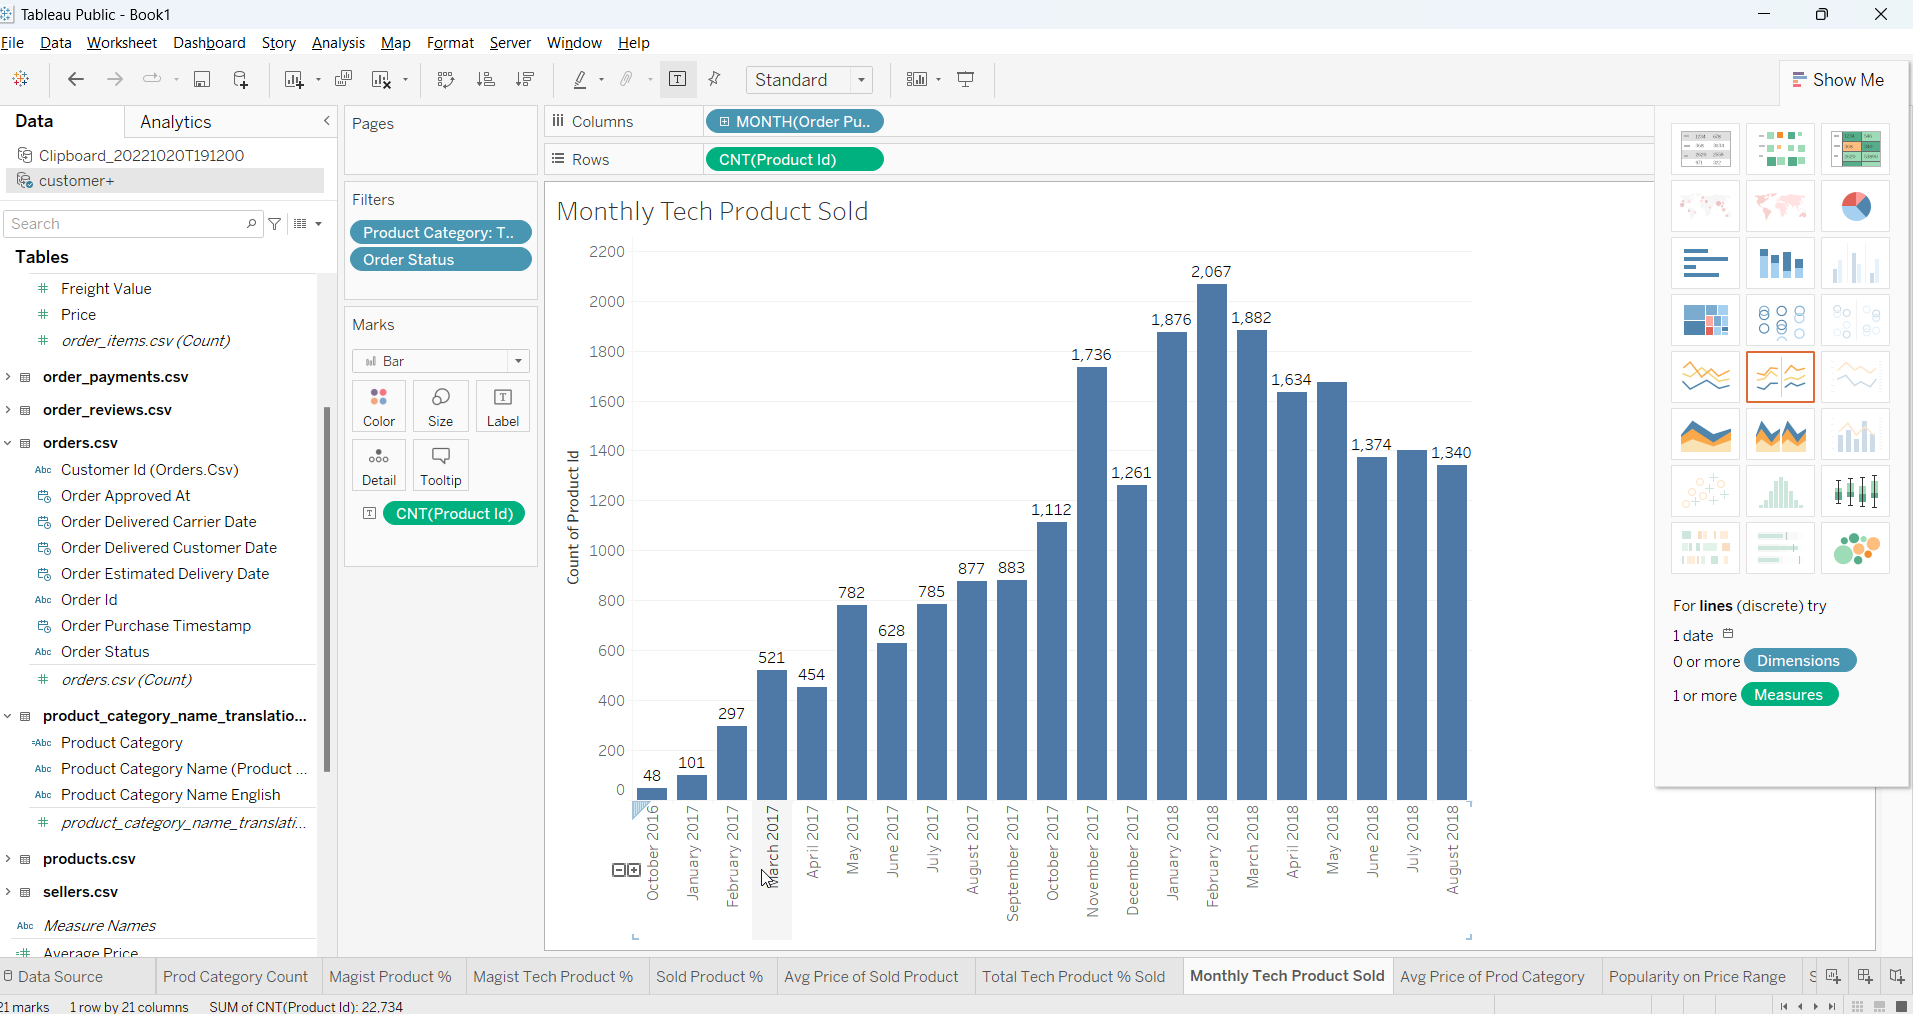 Tableau Public - Book1
File Data Worksheet Dashboard Story Analysis Map Format Server Window Help
Standard
Show Me
Data Analytics
Clipboard_20221020T191200
customer+
Search
Tables
Freight Value
Price
order_items.csv (Count)
order_payments.csv
order_reviews.csv
orders.csv
Abc Customer Id (Orders.Csv)
Order Approved At
Order Delivered Carrier Date
Order Delivered Customer Date
Order Estimated Delivery Date
Abc Order Id
Order Purchase Timestamp
Abc Order Status
orders.csv (Count)
product_category_name_translatio...
=Abc Product Category
Abc Product Category Name (Product ...
Abc Product Category Name English
product_category_name_translati...
products.csv
sellers.csv
Abc Measure Names
Average Price
Pages
Filters
Product Category: T..
Order Status
Marks
Bar
Color Size Label
Detail Tooltip
CNT(Product Id)
Columns MONTH(Order Pu..
Rows CNT(Product Id)
Monthly Tech Product Sold
Count of Product Id
2200
2000
1800
1600
1400
1200
1000
800
600
400
200
0
48
101
297
521
454
782
628
785
877
883
1,112
1,736
1,261
1,876
2,067
1,882
1,634
1,374
1,340
October 2016
January 2017
February 2017
March 2017
April 2017
May 2017
June 2017
July 2017
August 2017
September 2017
October 2017
November 2017
December 2017
January 2018
February 2018
March 2018
April 2018
May 2018
June 2018
July 2018
August 2018
For lines (discrete) try
1 date
0 or more Dimensions
1 or more Measures
Data Source Prod Category Count Magist Product % Magist Tech Product % Sold Product % Avg Price of Sold Product Total Tech Product % Sold Monthly Tech Product Sold Avg Price of Prod Category Popularity on Price Range S
21 marks 1 row by 21 columns SUM of CNT(Product Id): 22,734